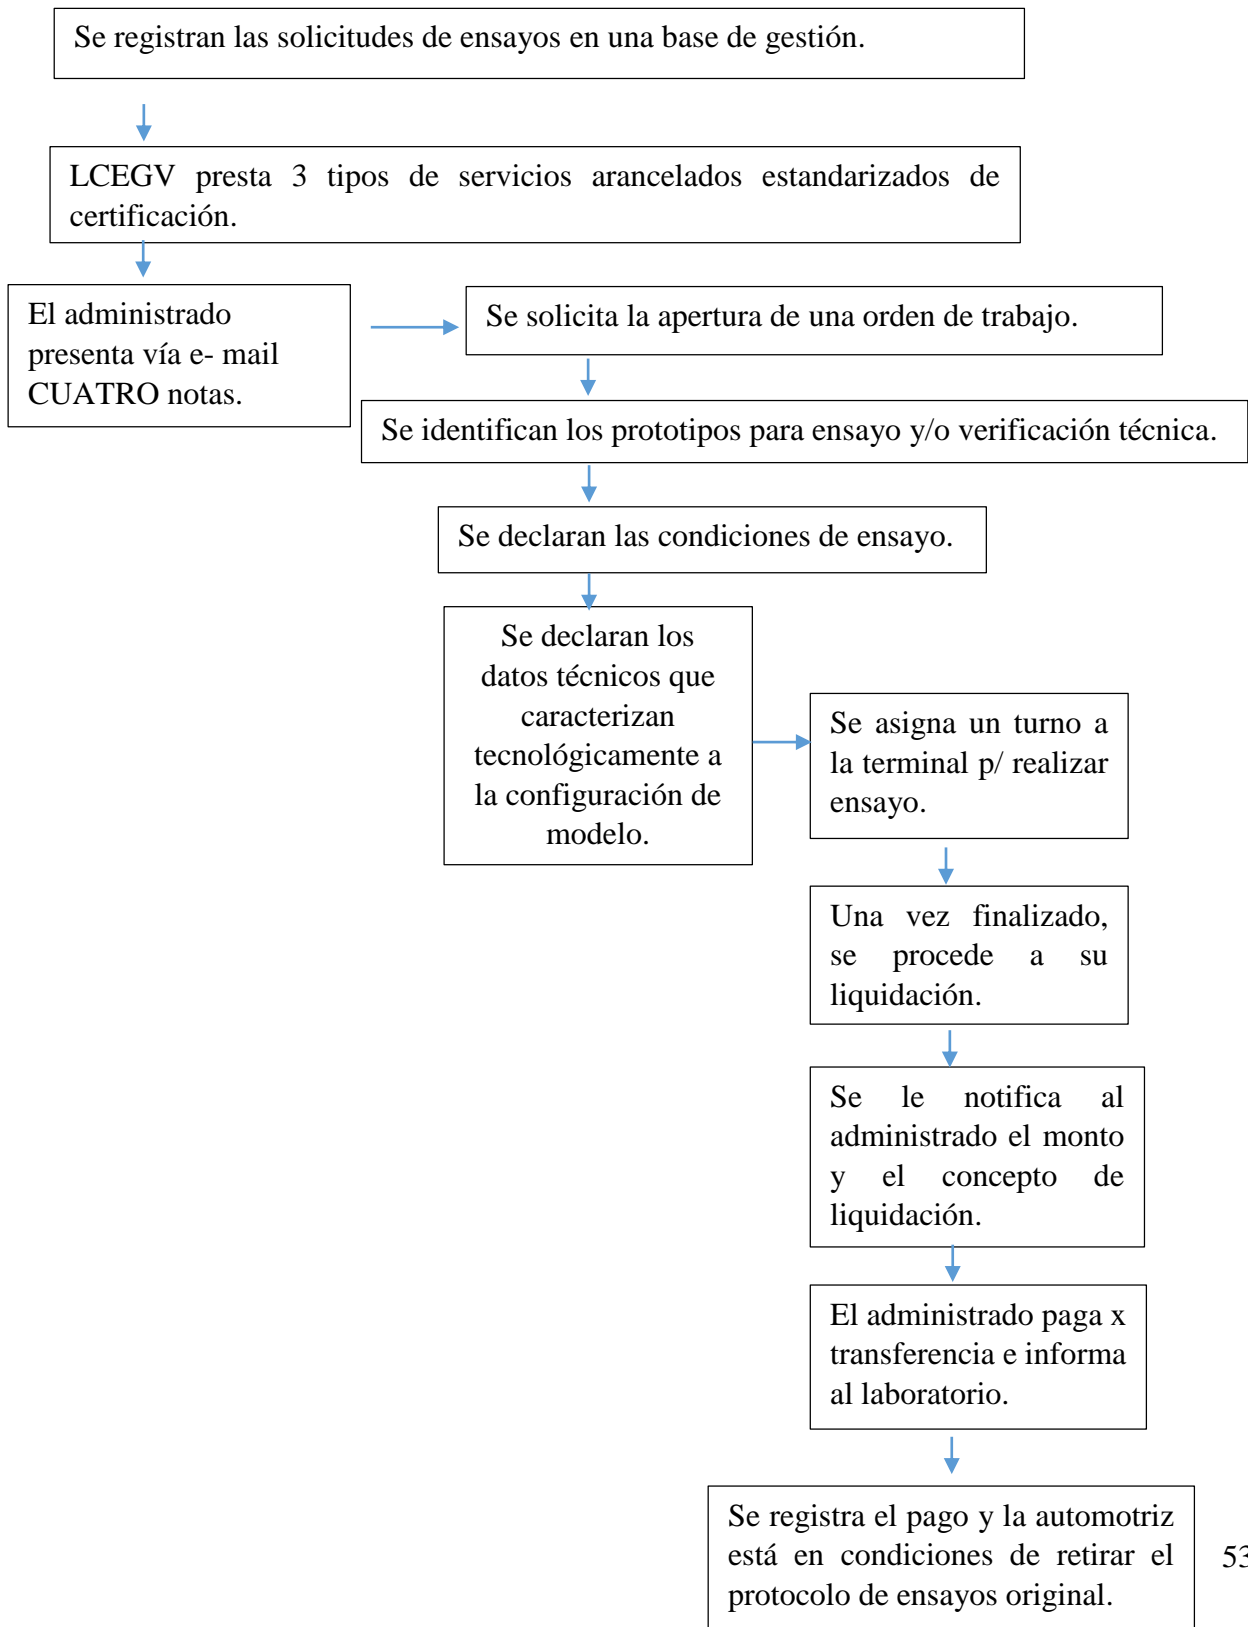 Se registran las solicitudes de ensayos en una base de gestión.
LCEGV presta 3 tipos de servicios arancelados estandarizados de
certificación.
El administrado
presenta vía e- mail
CUATRO notas.
Se solicita la apertura de una orden de trabajo.
Se identifican los prototipos para ensayo y/o verificación técnica.
Se declaran las condiciones de ensayo.
Se declaran los
datos técnicos que
caracterizan
tecnológicamente a
la configuración de
modelo.
Se asigna un turno a
la terminal p/ realizar
ensayo.
Una vez finalizado,
se procede a su
liquidación.
Se le notifica al
administrado el monto
y el concepto de
liquidación.
El administrado paga x
transferencia e informa
al laboratorio.
Se registra el pago y la automotriz
está en condiciones de retirar el
protocolo de ensayos original.
53